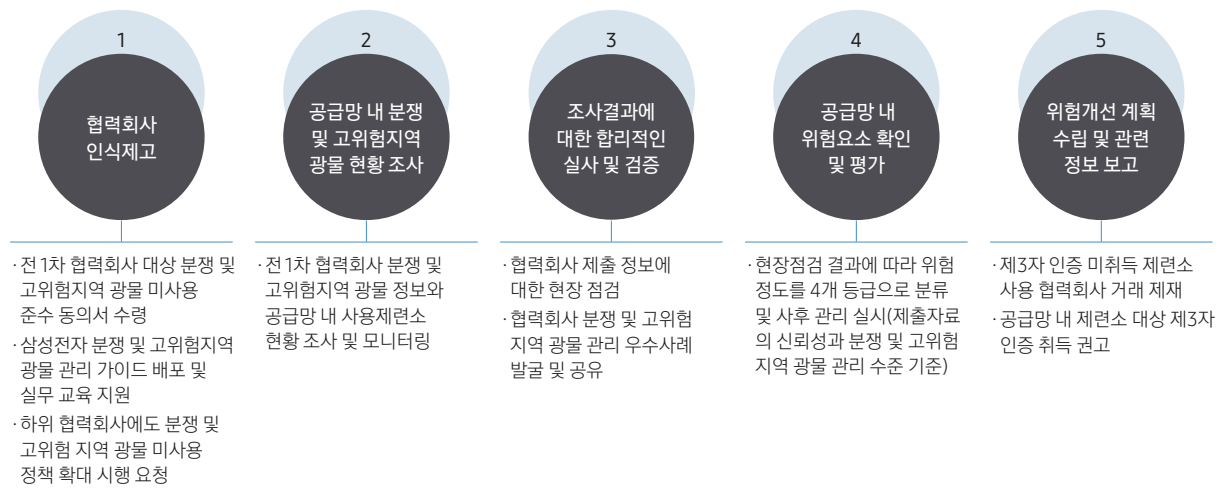 1
협력회사
인식제고
·전 1차 협력회사 대상 분쟁 및
고위험지역 광물 미사용
준수 동의서 수령
·삼성전자 분쟁 및 고위험지역
광물 관리 가이드 배포 및
실무 교육 지원
·하위 협력회사에도 분쟁 및
고위험 지역 광물 미사용
정책 확대 시행 요청
2
공급망 내 분쟁
및 고위험지역
광물 현황 조사
·전 1차 협력회사 분쟁 및
고위험지역 광물 정보와
공급망 내 사용제련소
현황 조사 및 모니터링
3
조사결과에
대한 합리적인
실사 및 검증
·협력회사 제출 정보에
대한 현장 점검
·협력회사 분쟁 및 고위험
지역 광물 관리 우수사례
발굴 및 공유
4
공급망 내
위험요소 확인
및 평가
·현장점검 결과에 따라 위험
정도를 4개 등급으로 분류
및 사후 관리 실시(제출자료
의 신뢰성과 분쟁 및 고위험
지역 광물 관리 수준 기준)
5
위험개선 계획
수립 및 관련
정보 보고
·제3자 인증 미취득 제련소
사용 협력회사 거래 제재
·공급망 내 제련소 대상 제3자
인증 취득 권고